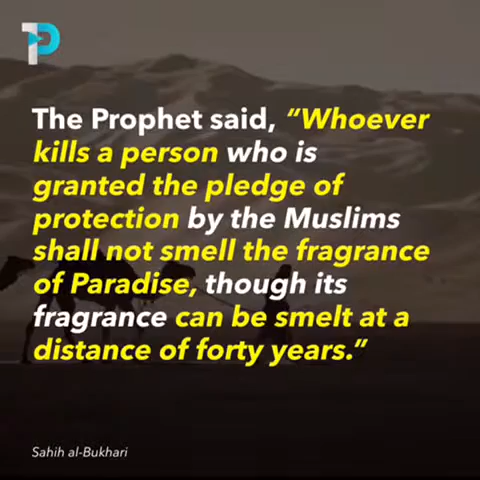 P
The Prophet said, “Whoever
kills a person who is
granted the pledge of
protection by the Muslims
shall not smell the fragrance
of Paradise, though its
fragrance can be smelt at a
distance of forty years.”
Sahih al-Bukhari